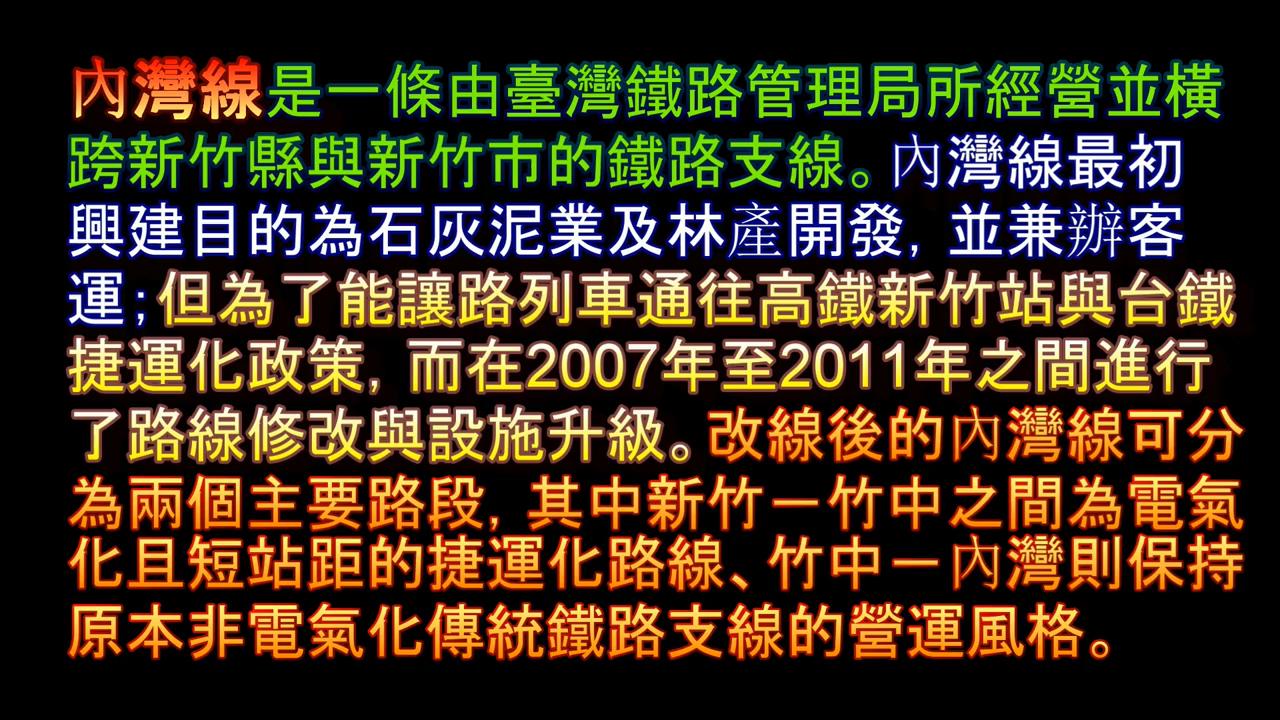 內灣線是一條由臺灣鐵路管理局所經營並橫
跨新竹縣與新竹市的鐵路支線。內灣線最初
興建目的為石灰泥業及林產開發，並兼辦客
運；但為了能讓路列車通往高鐵新竹站與台鐵
捷運化政策，而在2007年至2011年之間進行
了路線修改與設施升級。改線後的內灣線可分
為兩個主要路段，其中新竹－竹中之間為電氣
化且短站距的捷運化路線、竹中－內灣則保持
原本非電氣化傳統鐵路支線的營運風格。